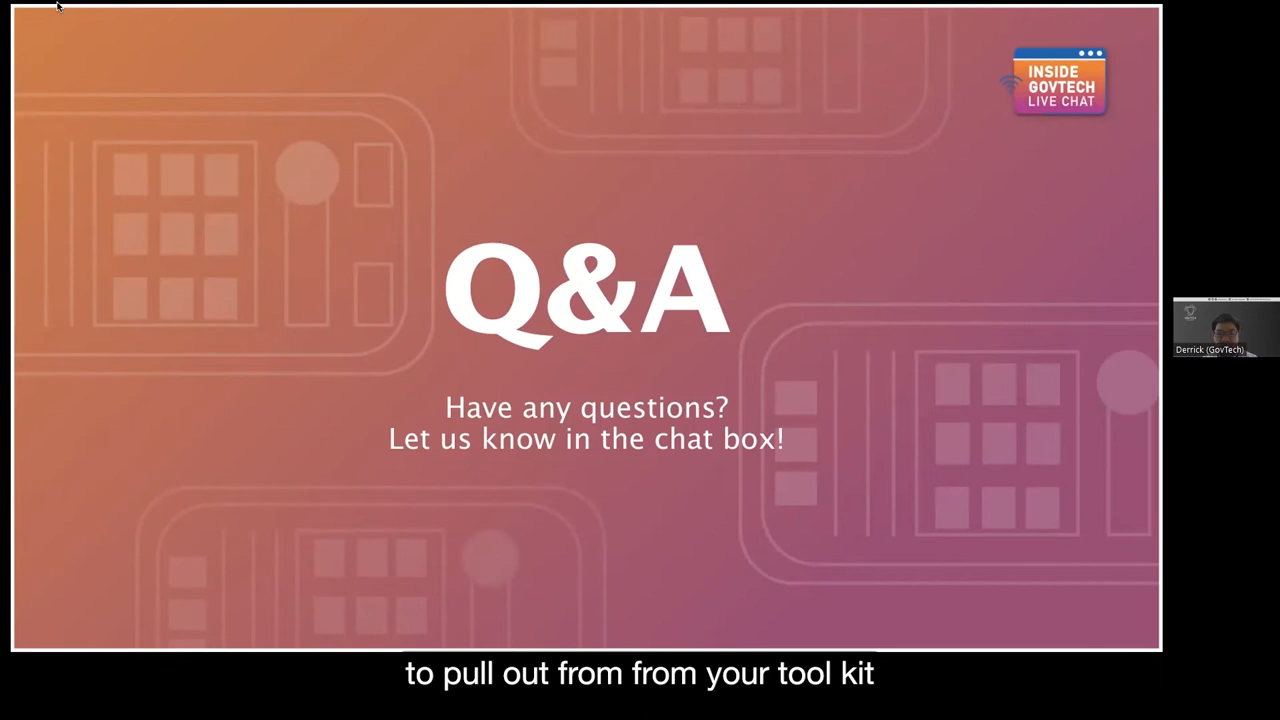 INSIDE
GOVTECH
LIVE CHAT
Q&A
Have any questions?
Let us know in the chat box!
Derrick (GovTech)
to pull out from from your tool kit